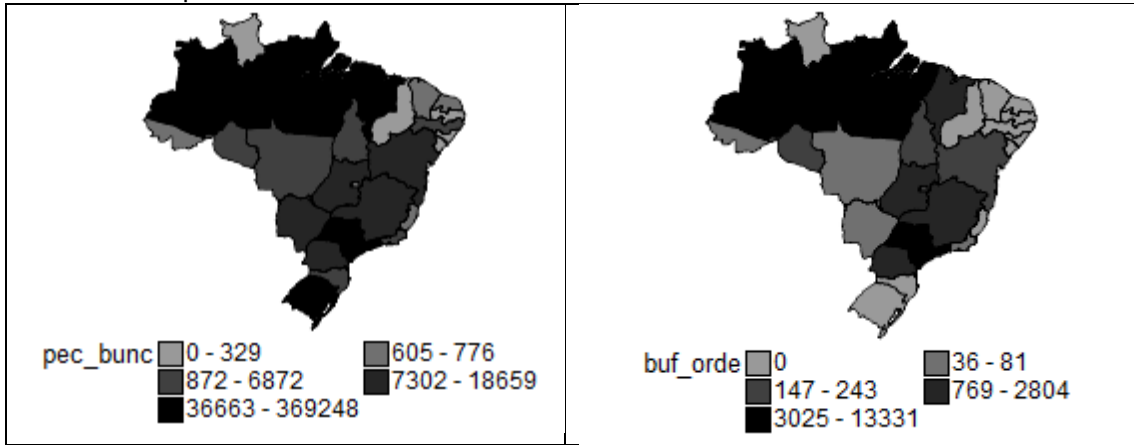 pec_bunc 0 - 329 605 - 776
872 - 6872 7302 - 18659
36663 - 369248
buf_orde 0 36 - 81
147 - 243 769 - 2804
3025 - 13331